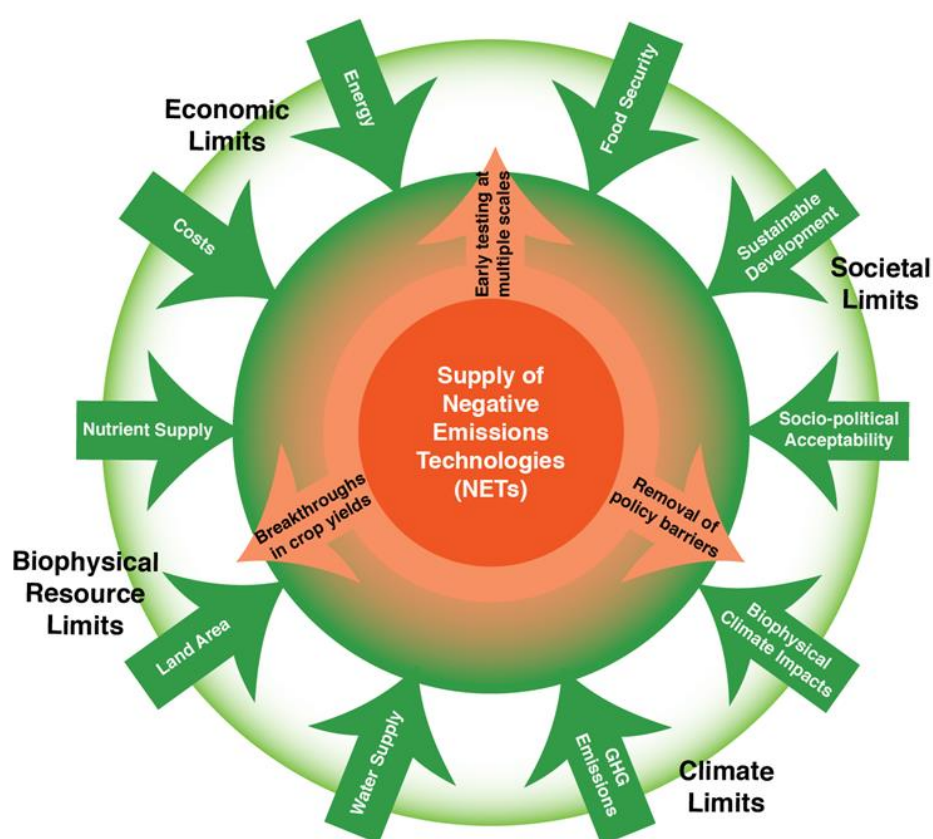 Economic
Limits
Energy
Food Security
Costs
Sustainable
Development
Societal
Limits
Early testing at
multiple scales
Supply of
Negative
Emissions
Technologies
(NETs)
Nutrient Supply
Socio-political
Acceptability
Breakthroughs
in crop yields
Removal of
policy barriers
Biophysical
Resource
Limits
Land Area
Biophysical
Climate Impacts
Water Supply
GHG
Emissions
Climate
Limits